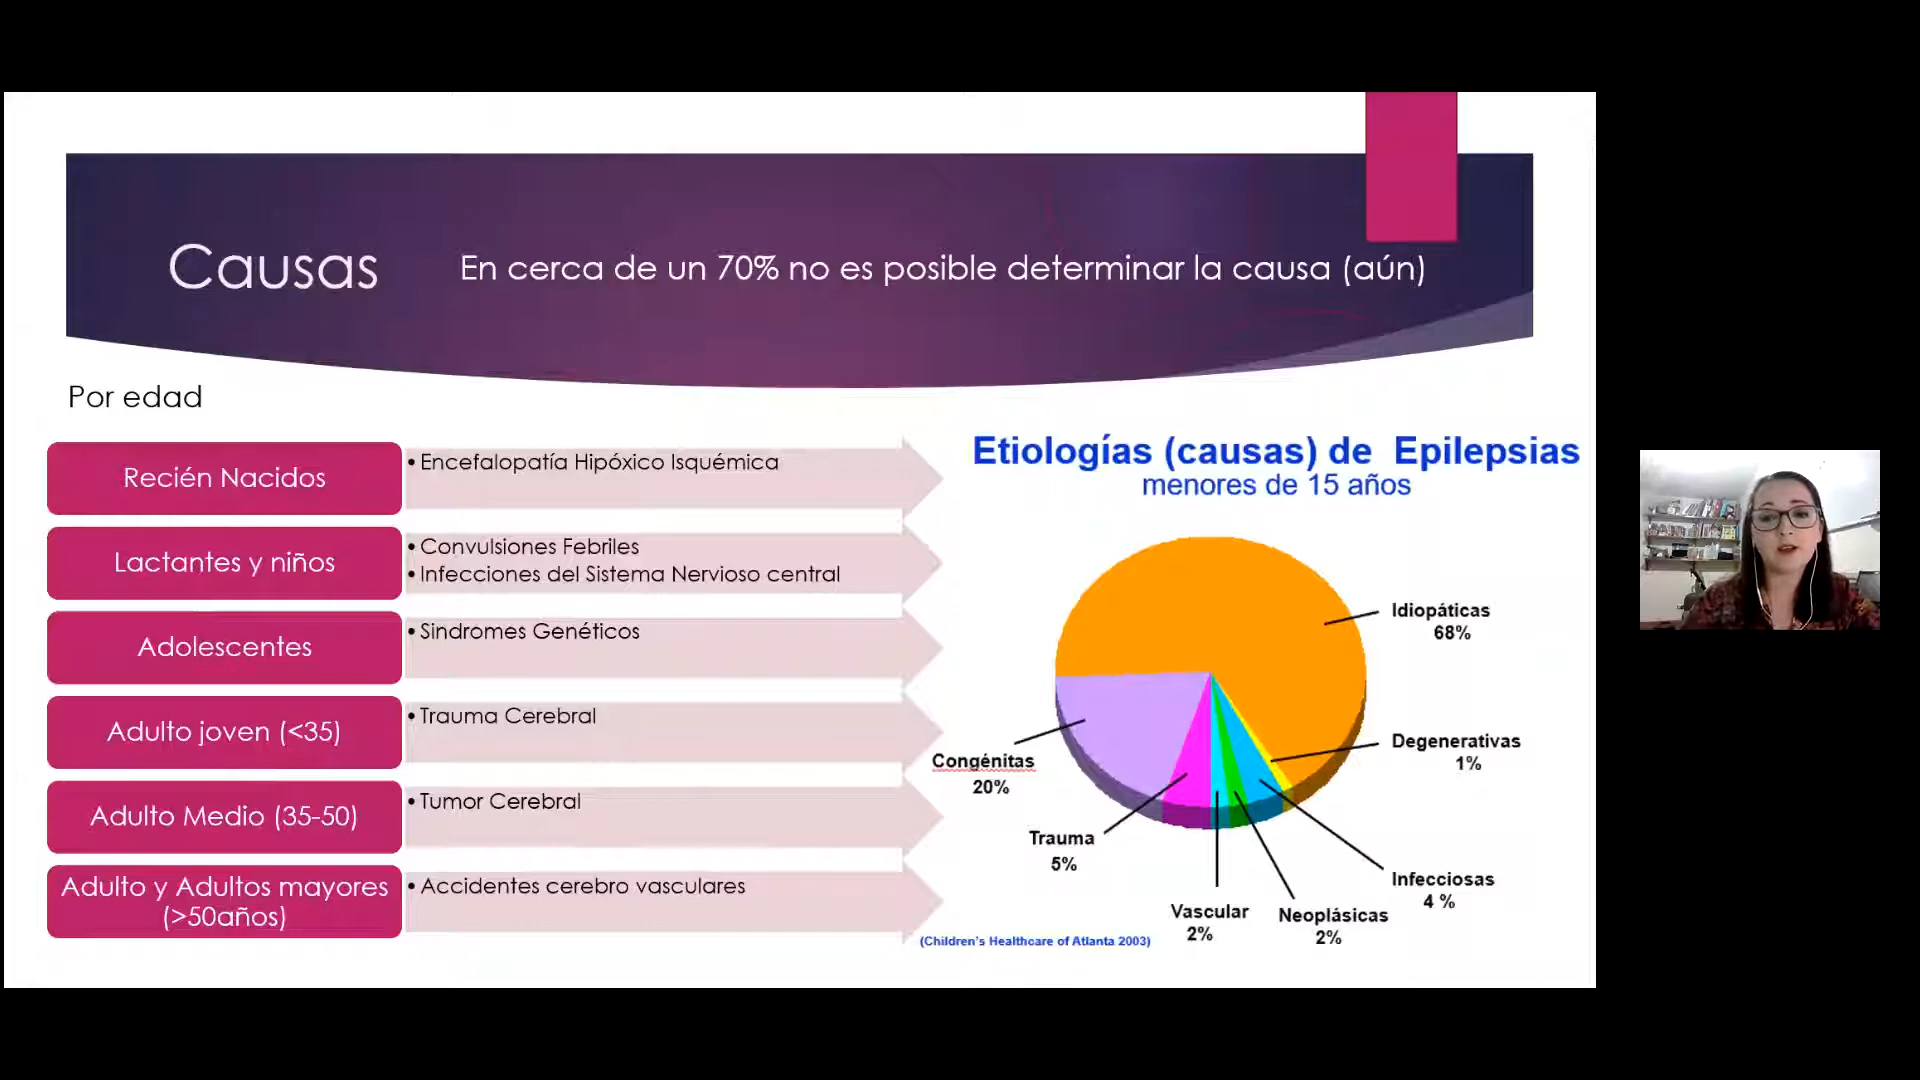 Causas
En cerca de un 70% no es posible determinar la causa (aún)
Por edad
Recién Nacidos
• Encefalopatía Hipóxico Isquémica
Lactantes y niños
• Convulsiones Febriles
• Infecciones del Sistema Nervioso central
Adolescentes
• Sindromes Genéticos
Adulto joven (<35)
• Trauma Cerebral
Adulto Medio (35-50)
• Tumor Cerebral
Adulto y Adultos mayores
(>50años)
• Accidentes cerebro vasculares
Etiologías (causas) de Epilepsias
menores de 15 años
Idiopáticas
68%
Degenerativas
1%
Congénitas
20%
Trauma
5%
Infecciosas
4 %
Vascular
2%
Neoplásicas
2%
(Children's Healthcare of Atlanta 2003)